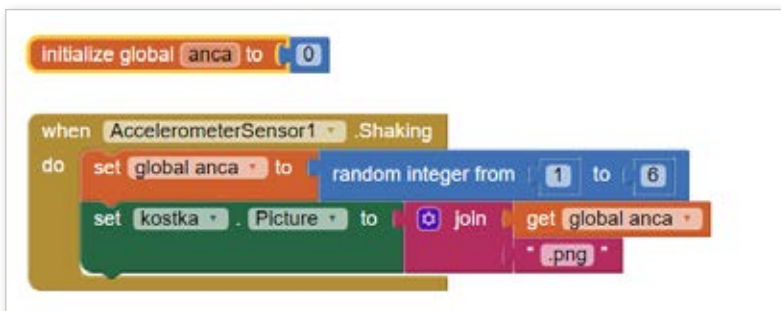 initialize global anca to 0
when AccelerometerSensor1 .Shaking
do set global anca to random integer from 1 to 6
set kostka . Picture to join get global anca
" .png "